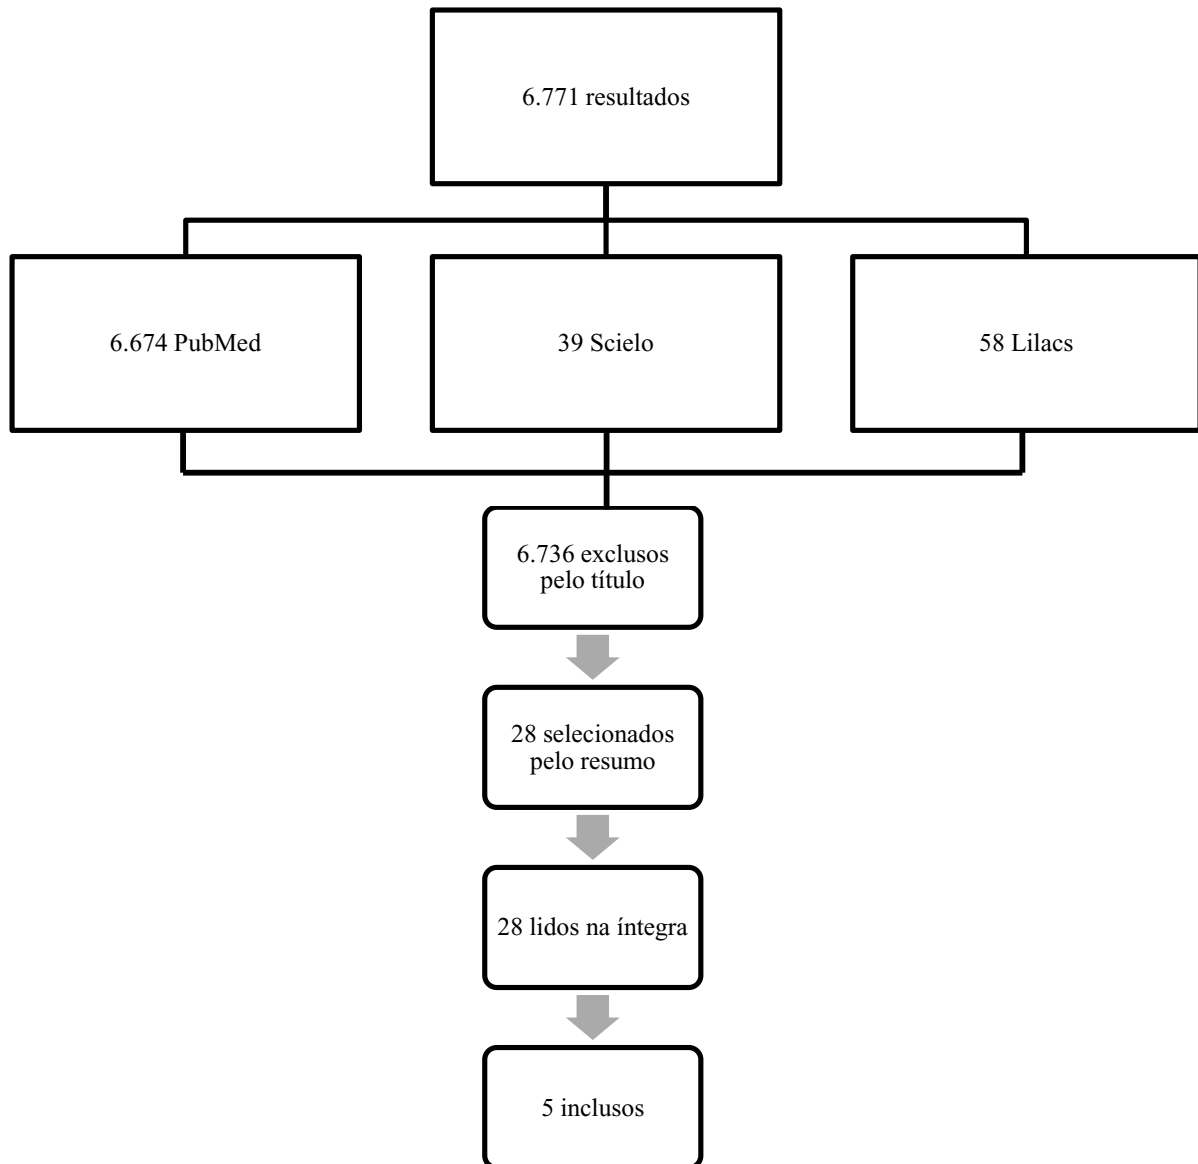 6.771 resultados
6.674 PubMed
39 Scielo
58 Lilacs
6.736 exclusos
pelo título
28 selecionados
pelo resumo
28 lidos na íntegra
5 inclusos